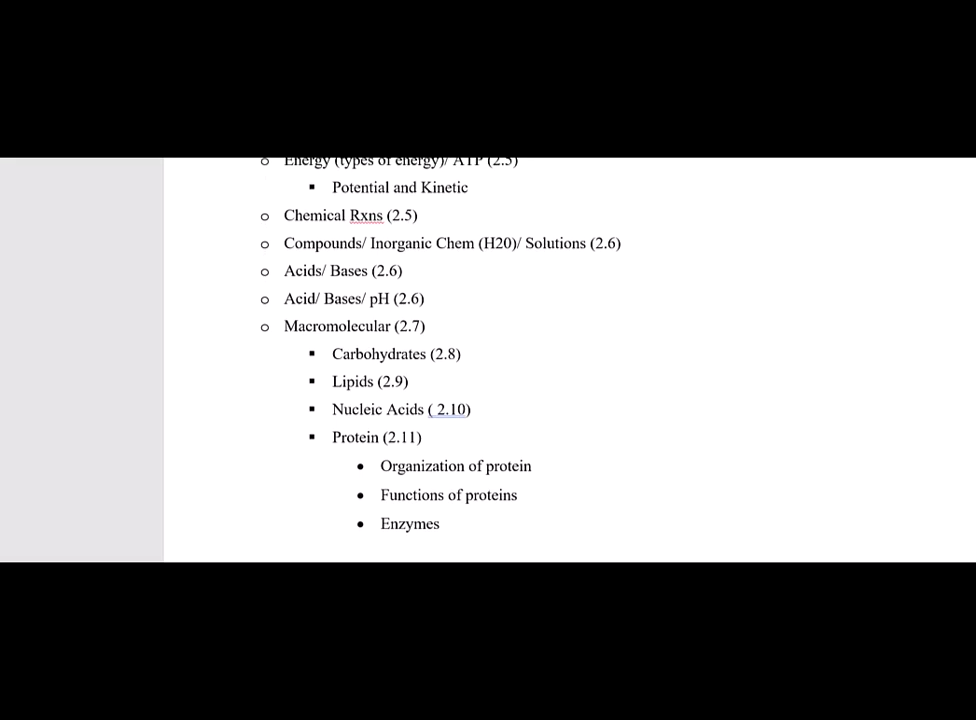 o Energy (types of energy)/ ATP (2.5)
▪ Potential and Kinetic
o Chemical Rxns (2.5)
o Compounds/ Inorganic Chem (H20)/ Solutions (2.6)
o Acids/ Bases (2.6)
o Acid/ Bases/ pH (2.6)
o Macromolecular (2.7)
▪ Carbohydrates (2.8)
▪ Lipids (2.9)
▪ Nucleic Acids ( 2.10)
▪ Protein (2.11)
• Organization of protein
• Functions of proteins
• Enzymes